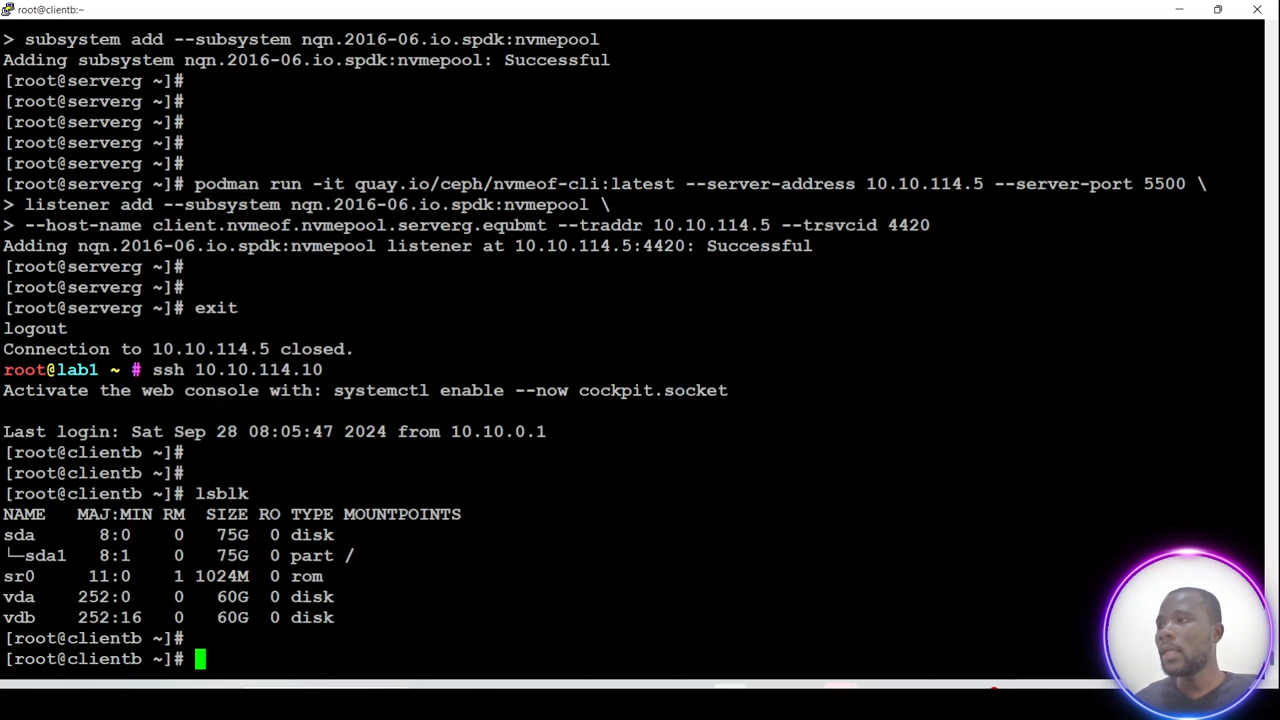 root@clientb:~
> subsystem add --subsystem nqn.2016-06.io.spdk:nvmepool
Adding subsystem nqn.2016-06.io.spdk:nvmepool: Successful
[root@serverg ~]#
[root@serverg ~]#
[root@serverg ~]#
[root@serverg ~]#
[root@serverg ~]#
[root@serverg ~]# podman run -it quay.io/ceph/nvmeof-cli:latest --server-address 10.10.114.5 --server-port 5500 \
> listener add --subsystem nqn.2016-06.io.spdk:nvmepool \
> --host-name client.nvmeof.nvmepool.serverg.equbmt --traddr 10.10.114.5 --trsvcid 4420
Adding nqn.2016-06.io.spdk:nvmepool listener at 10.10.114.5:4420: Successful
[root@serverg ~]#
[root@serverg ~]#
[root@serverg ~]# exit
logout
Connection to 10.10.114.5 closed.
root@lab1 ~ # ssh 10.10.114.10
Activate the web console with: systemctl enable --now cockpit.socket
Last login: Sat Sep 28 08:05:47 2024 from 10.10.0.1
[root@clientb ~]#
[root@clientb ~]#
[root@clientb ~]# lsblk
NAME   MAJ:MIN RM  SIZE RO TYPE MOUNTPOINTS
sda      8:0    0   75G  0 disk
└─sda1   8:1    0   75G  0 part /
sr0     11:0    1 1024M  0 rom
vda    252:0    0   60G  0 disk
vdb    252:16   0   60G  0 disk
[root@clientb ~]#
[root@clientb ~]#